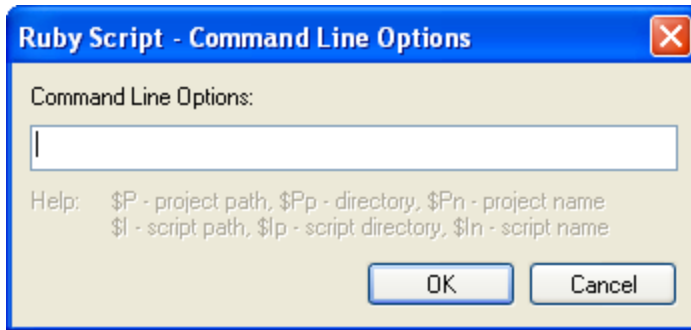 Ruby Script - Command Line Options
Command Line Options:
Help: $P - project path, $Pp - directory, $Pn - project name
$I - script path, $Ip - script directory, $In - script name
OK Cancel